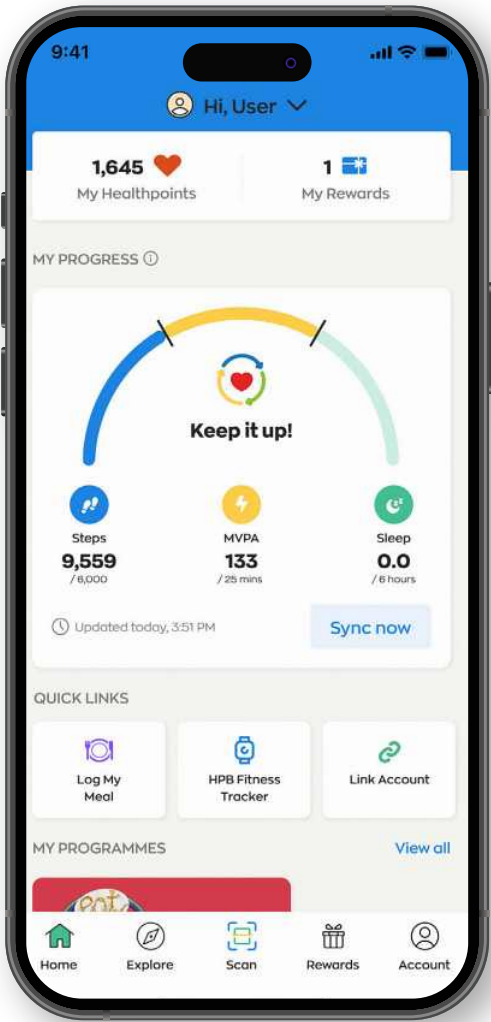 9:41
Hi, User
1,645
My Healthpoints
1
My Rewards
MY PROGRESS
Keep it up!
Steps
9,559
/ 6,000
MVPA
133
/ 25 mins
Sleep
0.0
/ 6 hours
Updated today, 3:51 PM
Sync now
QUICK LINKS
Log My
Meal
HPB Fitness
Tracker
Link Account
MY PROGRAMMES
View all
Home
Explore
Scan
Rewards
Account